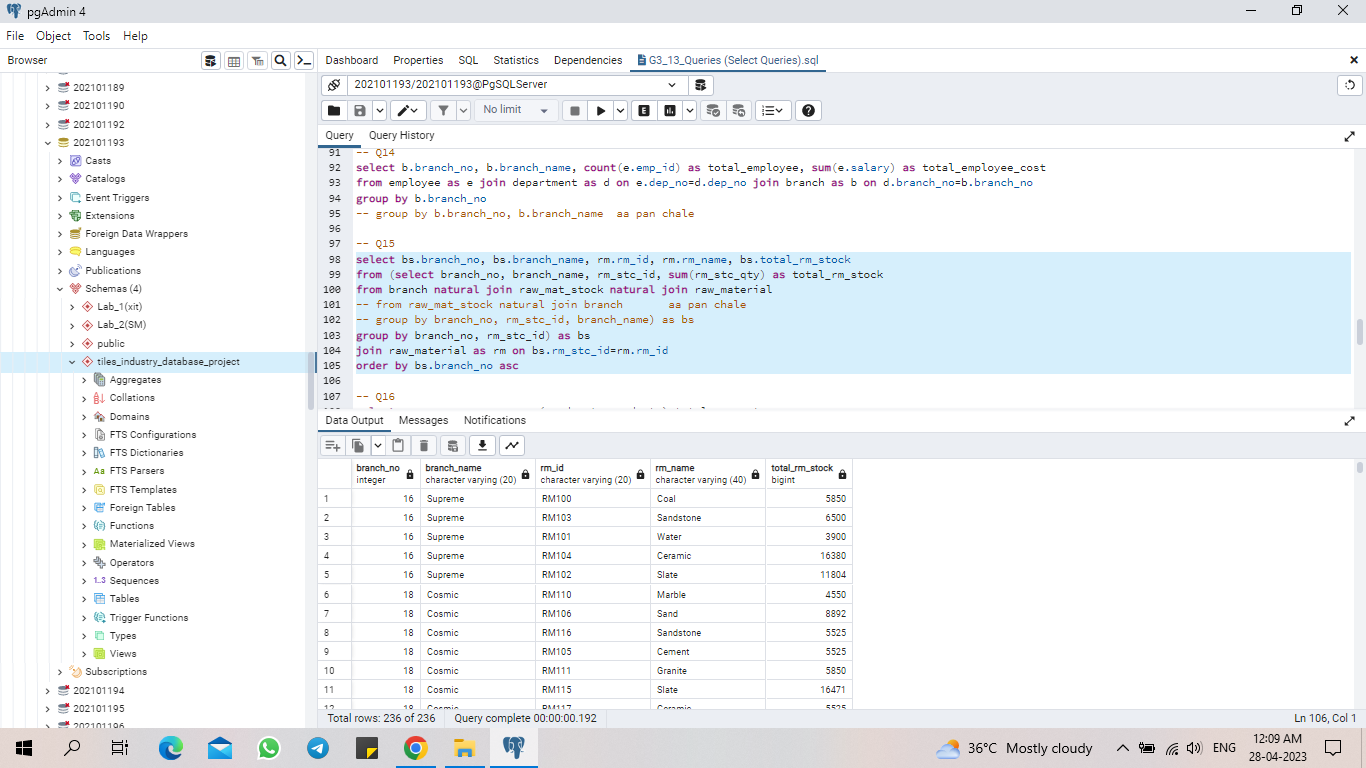 pgAdmin 4
File Object Tools Help
Browser
Dashboard Properties SQL Statistics Dependencies G3_13_Queries (Select Queries).sql
202101189
202101190
202101192
202101193
Casts
Catalogs
Event Triggers
Extensions
Foreign Data Wrappers
Languages
Publications
Schemas (4)
Lab_1(xit)
Lab_2(SM)
public
tiles_industry_database_project
Aggregates
Collations
Domains
FTS Configurations
FTS Dictionaries
Aa FTS Parsers
FTS Templates
Foreign Tables
Functions
Materialized Views
Operators
1..3 Sequences
Tables
Trigger Functions
Types
Views
Subscriptions
202101194
202101195
202101196
202101193/202101193@PgSQLServer
No limit
E
Query Query History
91 -- Q14
92 select b.branch_no, b.branch_name, count(e.emp_id) as total_employee, sum(e.salary) as total_employee_cost
93 from employee as e join department as d on e.dep_no=d.dep_no join branch as b on d.branch_no=b.branch_no
94 group by b.branch_no
95 -- group by b.branch_no, b.branch_name  aa pan chale
96
97 -- Q15
98 select bs.branch_no, bs.branch_name, rm.rm_id, rm.rm_name, bs.total_rm_stock
99 from (select branch_no, branch_name, rm_stc_id, sum(rm_stc_qty) as total_rm_stock
100 from branch natural join raw_mat_stock natural join raw_material
101 -- from raw_mat_stock natural join branch       aa pan chale
102 -- group by branch_no, rm_stc_id, branch_name) as bs
103 group by branch_no, rm_stc_id) as bs
104 join raw_material as rm on bs.rm_stc_id=rm.rm_id
105 order by bs.branch_no asc
106
107 -- Q16
Data Output Messages Notifications
branch_no integer branch_name character varying (20) rm_id character varying (20) rm_name character varying (40) total_rm_stock bigint
1 16 Supreme RM100 Coal 5850
2 16 Supreme RM103 Sandstone 6500
3 16 Supreme RM101 Water 3900
4 16 Supreme RM104 Ceramic 16380
5 16 Supreme RM102 Slate 11804
6 18 Cosmic RM110 Marble 4550
7 18 Cosmic RM106 Sand 8892
8 18 Cosmic RM116 Sandstone 5525
9 18 Cosmic RM105 Cement 5525
10 18 Cosmic RM111 Granite 5850
11 18 Cosmic RM115 Slate 16471
12 18 Cosmic RM117 Ceramic 5525
Total rows: 236 of 236 Query complete 00:00:00.192 Ln 106, Col 1
36°C Mostly cloudy ENG 12:09 AM
28-04-2023